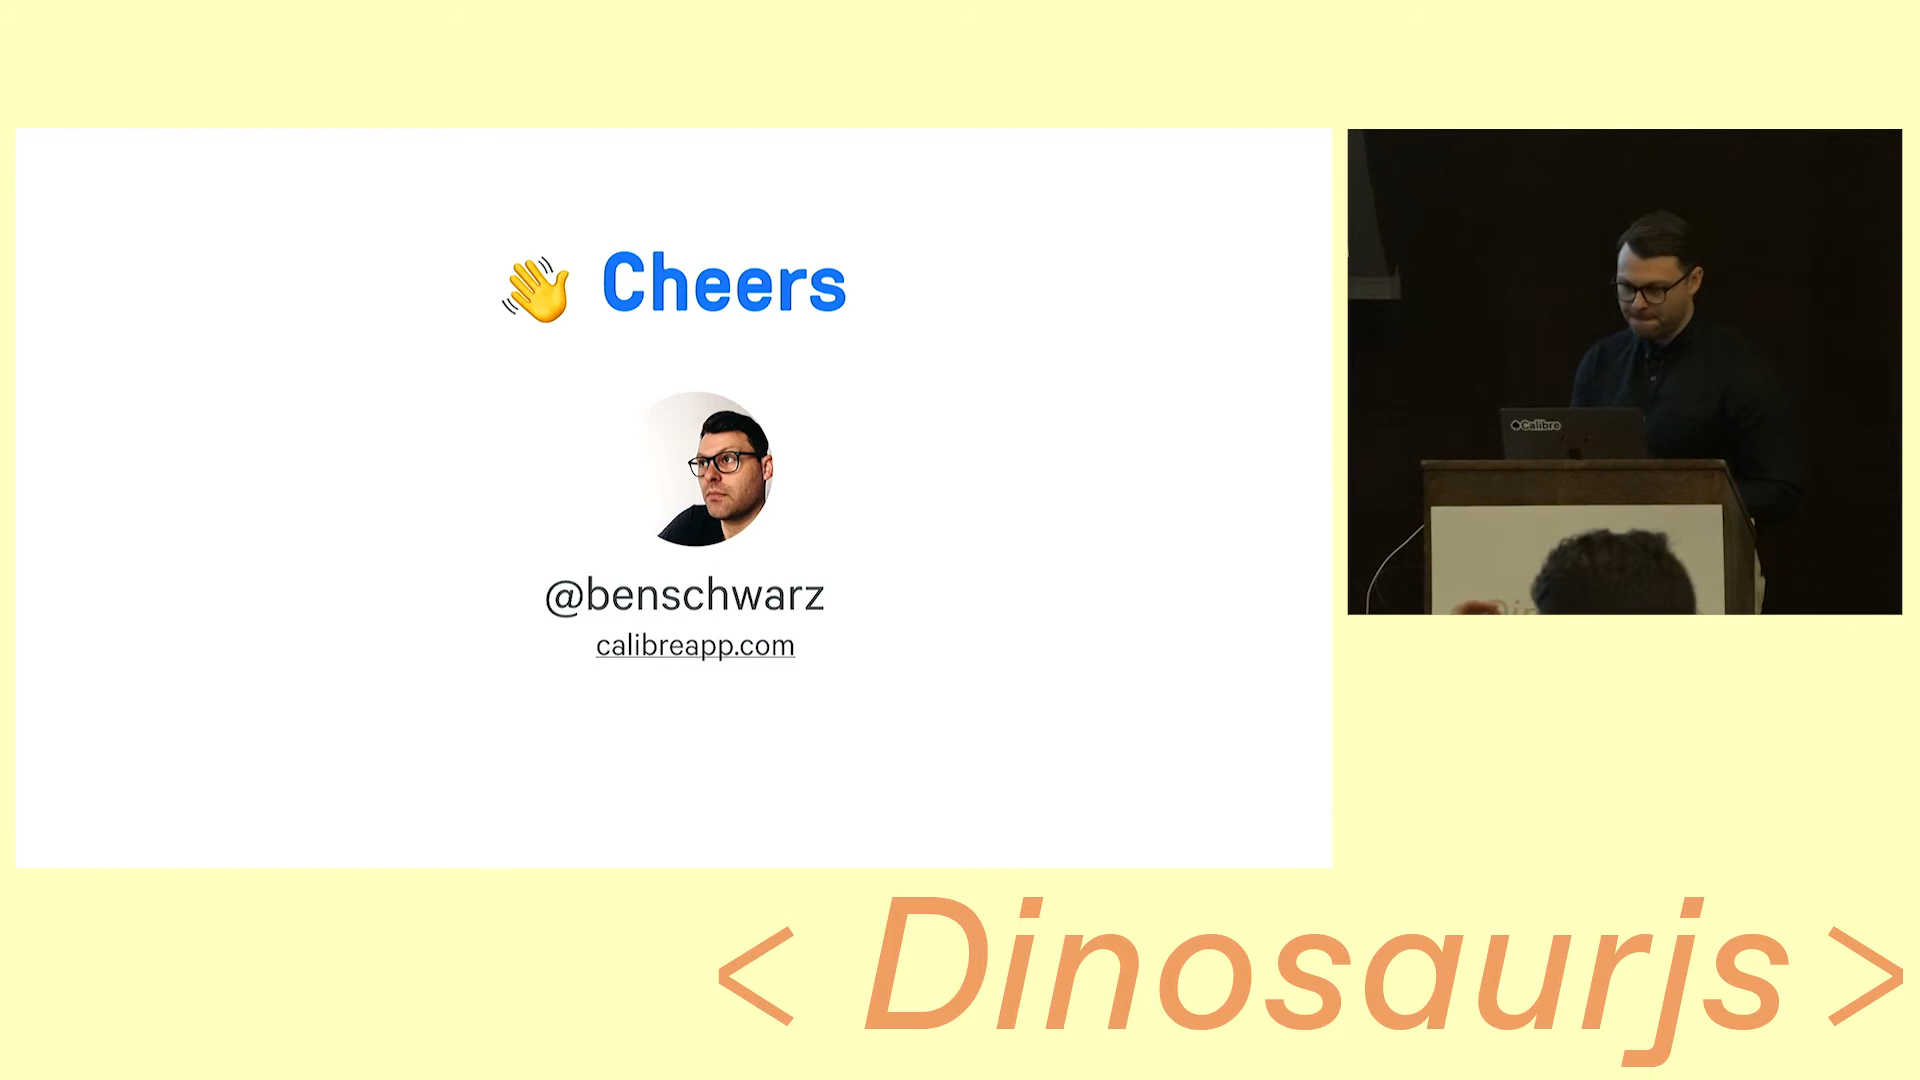 👋 Cheers
@benschwarz
calibreapp.com
Calibre
< Dinosaurjs >